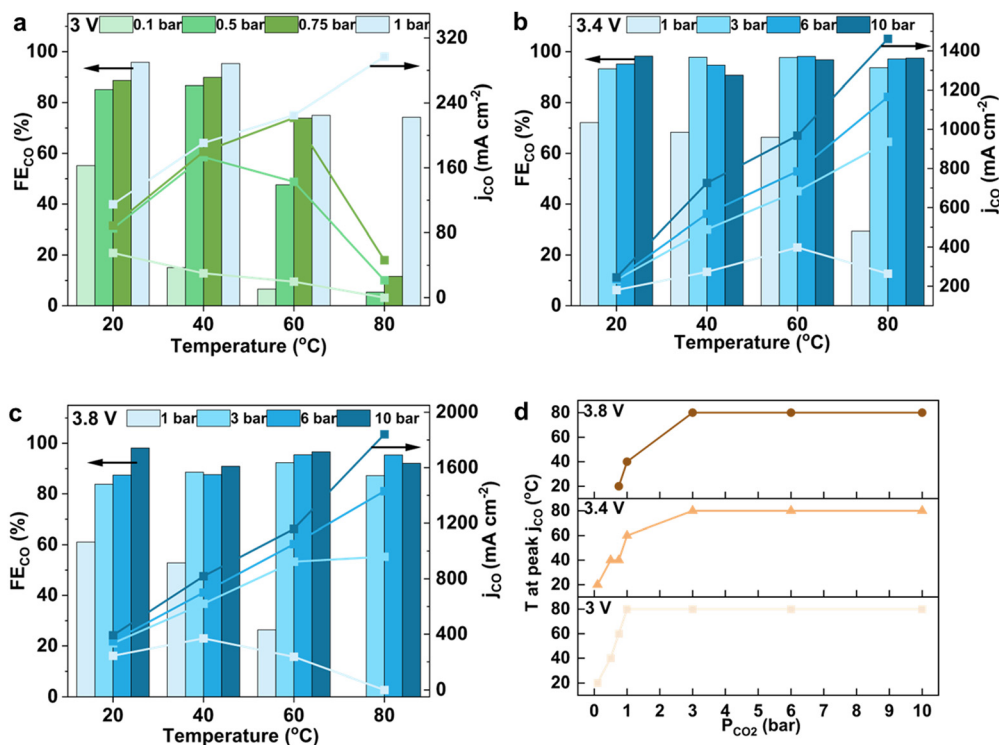 a
3 V 0.1 bar 0.5 bar 0.75 bar 1 bar
100
80
60
40
20
0
FECO (%)
320
240
160
80
0
jCO (mA cm-2)
20 40 60 80
Temperature (oC)
b
3.4 V 1 bar 3 bar 6 bar 10 bar
100
80
60
40
20
0
FECO (%)
1400
1200
1000
800
600
400
200
jCO (mA cm-2)
20 40 60 80
Temperature (oC)
c
3.8 V 1 bar 3 bar 6 bar 10 bar
100
80
60
40
20
0
FECO (%)
2000
1600
1200
800
400
0
jCO (mA cm-2)
20 40 60 80
Temperature (oC)
d
T at peak jCO (oC)
80
60
40
20
3.8 V
80
60
40
20
3.4 V
80
60
40
20
3 V
0 1 2 3 4 5 6 7 8 9 10
PCO2 (bar)